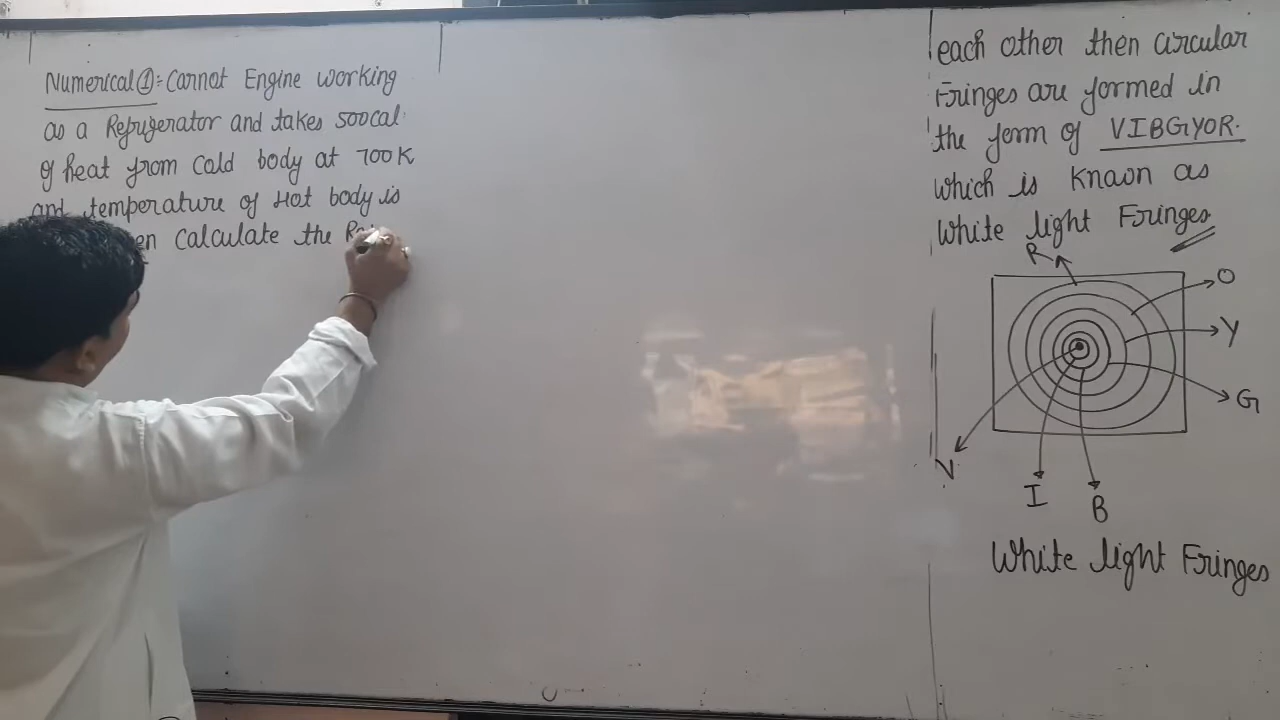 Numerical ① :- Carnot Engine working
as a Refrigerator and takes 500 cal.
of heat from Cold body at 700K
and temperature of Hot body is
Calculate the
each other then circular
Fringes are formed in
the form of VIBGYOR.
which is known as
White light Fringes
R
O
Y
G
V
I
B
White light Fringes